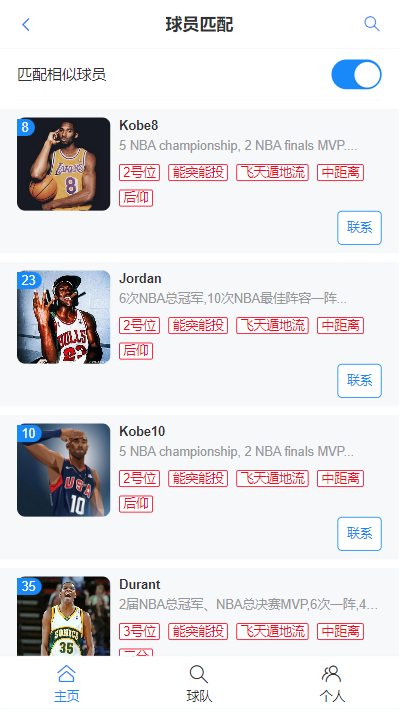 球员匹配
匹配相似球员
8
Kobe8
5 NBA championship, 2 NBA finals MVP....
2号位 能突能投 飞天遁地流 中距离
后仰
LAKERS
8
联系
23
Jordan
6次NBA总冠军,10次NBA最佳阵容一阵...
2号位 能突能投 飞天遁地流 中距离
后仰
BULLS
23
联系
10
Kobe10
5 NBA championship, 2 NBA finals MVP...
2号位 能突能投 飞天遁地流 中距离
后仰
USA
10
联系
35
Durant
2届NBA总冠军、NBA总决赛MVP,6次一阵,4...
3号位 能突能投 飞天遁地流 中距离
SONICS
35
主页 球队 个人